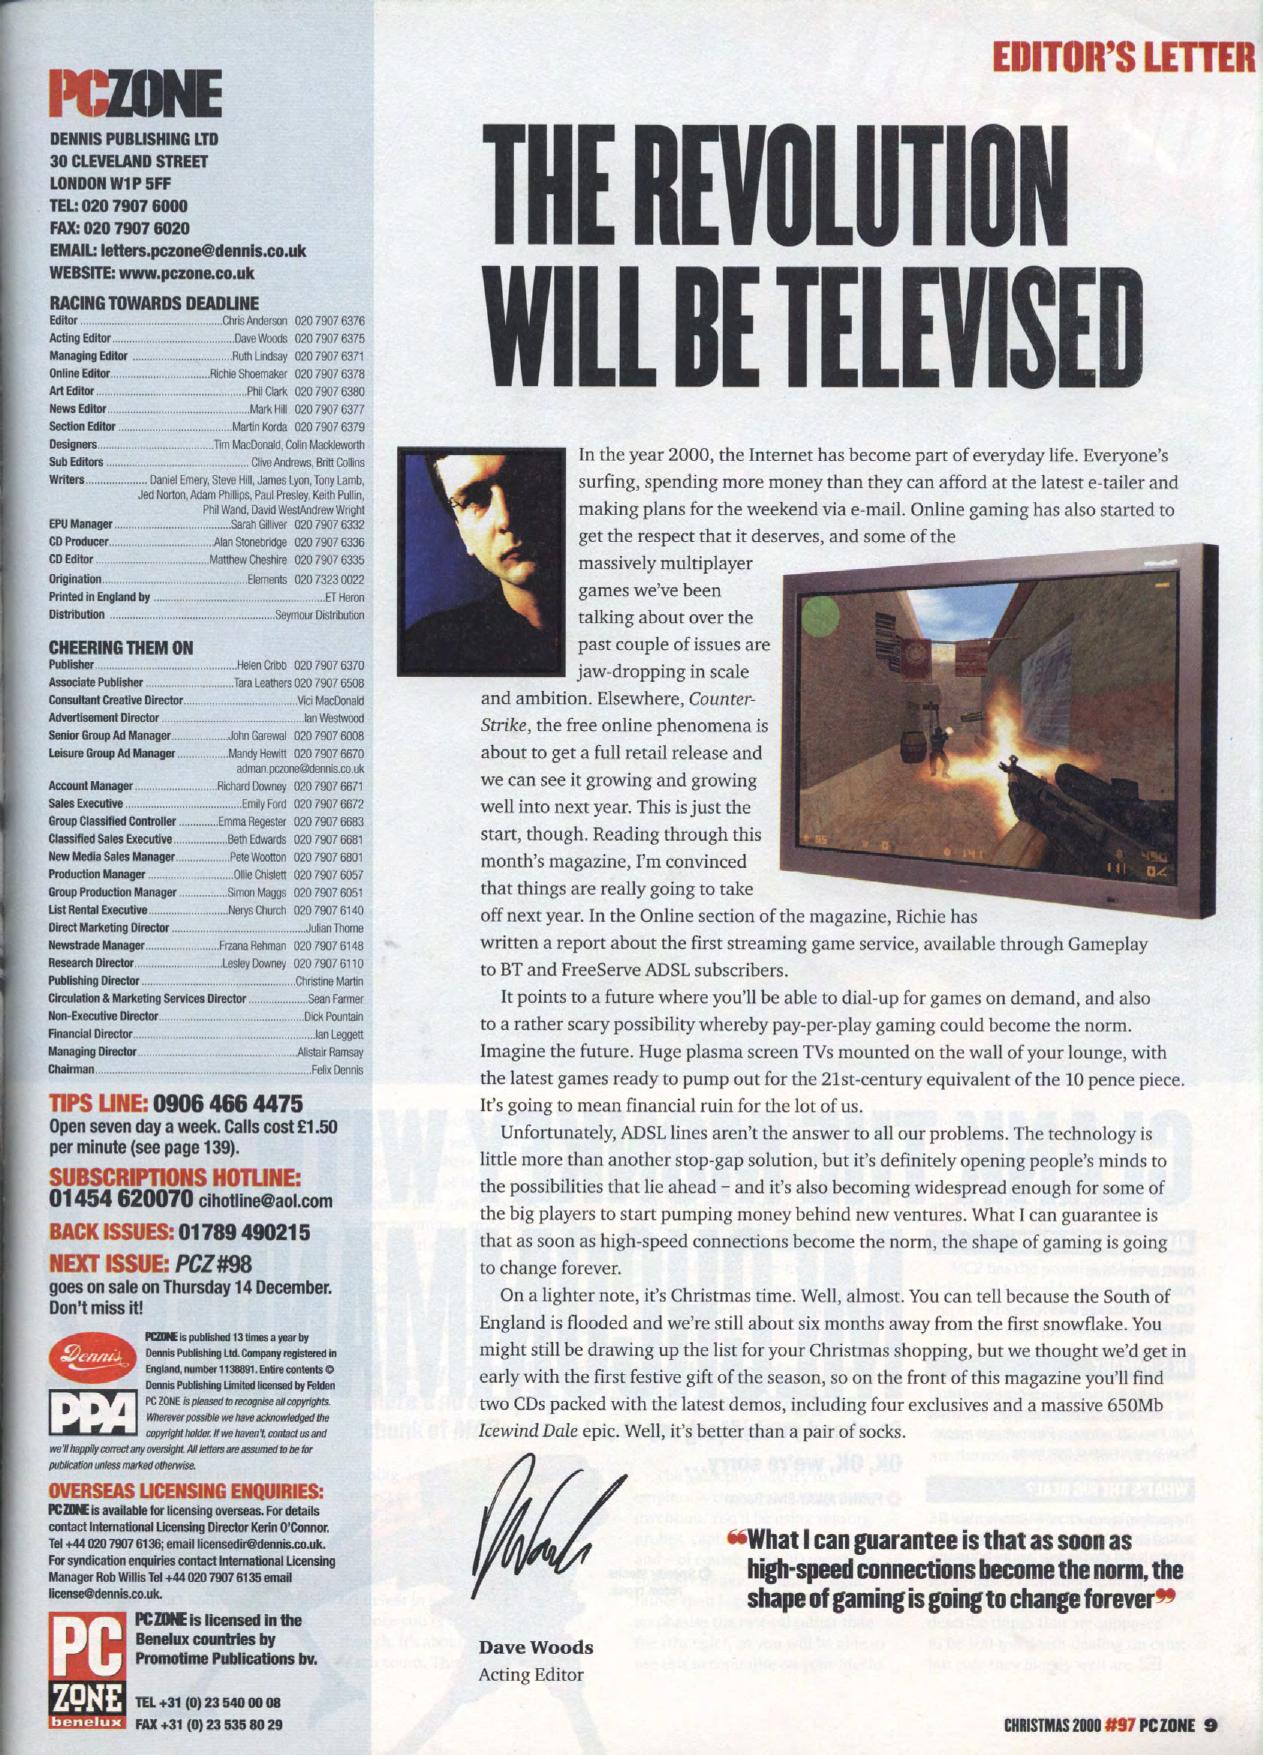 EDITOR'S LETTER
PCZONE
DENNIS PUBLISHING LTD
30 CLEVELAND STREET
LONDON W1P 5FF
TEL: 020 7907 6000
FAX: 020 7907 6020
EMAIL: letters.pczone@dennis.co.uk
WEBSITE: www.pczone.co.uk
RACING TOWARDS DEADLINE
Editor Chris Anderson 020 7907 6376
Acting Editor Dave Woods 020 7907 6375
Managing Editor Ruth Lindsay 020 7907 6371
Online Editor Richie Shoemaker 020 7907 6378
Art Editor Phil Clark 020 7907 6380
News Editor Mark Hill 020 7907 6377
Section Editor Martin Korda 020 7907 6379
Designers Tim MacDonald, Colin Mackleworth
Sub Editors Clive Andrews, Britt Collins
Writers Daniel Emery, Steve Hill, James Lyon, Tony Lamb,
Jed Norton, Adam Phillips, Paul Presley, Keith Pullin,
Phil Wand, David WestAndrew Wright
EPU Manager Sarah Gilliver 020 7907 6332
CD Producer Alan Stonebridge 020 7907 6336
CD Editor Matthew Cheshire 020 7907 6335
Origination Elements 020 7323 0022
Printed in England by ET Heron
Distribution Seymour Distribution
CHEERING THEM ON
Publisher Helen Cribb 020 7907 6370
Associate Publisher Tara Leathers 020 7907 6508
Consultant Creative Director Vici MacDonald
Advertisement Director Ian Westwood
Senior Group Ad Manager John Garewal 020 7907 6008
Leisure Group Ad Manager Mandy Hewitt 020 7907 6670
adman.pczone@dennis.co.uk
Account Manager Richard Downey 020 7907 6671
Sales Executive Emily Ford 020 7907 6672
Group Classified Controller Emma Regester 020 7907 6683
Classified Sales Executive Beth Edwards 020 7907 6681
New Media Sales Manager Pete Wootton 020 7907 6801
Production Manager Ollie Chislett 020 7907 6057
Group Production Manager Simon Maggs 020 7907 6051
List Rental Executive Nerys Church 020 7907 6140
Direct Marketing Director Julian Thorne
Newstrade Manager Frzana Rehman 020 7907 6148
Research Director Lesley Downey 020 7907 6110
Publishing Director Christine Martin
Circulation & Marketing Services Director Sean Farmer
Non-Executive Director Dick Pountain
Financial Director Ian Leggett
Managing Director Alistair Ramsay
Chairman Felix Dennis
TIPS LINE: 0906 466 4475
Open seven day a week. Calls cost £1.50
per minute (see page 139).
SUBSCRIPTIONS HOTLINE:
01454 620070 cihotline@aol.com
BACK ISSUES: 01789 490215
NEXT ISSUE: PCZ #98
goes on sale on Thursday 14 December.
Don't miss it!
Dennis
PPA
PCZONE is published 13 times a year by
Dennis Publishing Ltd. Company registered in
England, number 1138891. Entire contents ©
Dennis Publishing Limited licensed by Felden
PC ZONE is pleased to recognise all copyrights.
Wherever possible we have acknowledged the
copyright holder. If we haven't, contact us and
we'll happily correct any oversight. All letters are assumed to be for
publication unless marked otherwise.
OVERSEAS LICENSING ENQUIRIES:
PC ZONE is available for licensing overseas. For details
contact International Licensing Director Kerin O'Connor.
Tel +44 020 7907 6136; email licensedir@dennis.co.uk.
For syndication enquiries contact International Licensing
Manager Rob Willis Tel +44 020 7907 6135 email
license@dennis.co.uk.
PC
ZONE
benelux
PC ZONE is licensed in the
Benelux countries by
Promotime Publications bv.
TEL +31 (0) 23 540 00 08
FAX +31 (0) 23 535 80 29
THE REVOLUTION
WILL BE TELEVISED
In the year 2000, the Internet has become part of everyday life. Everyone's
surfing, spending more money than they can afford at the latest e-tailer and
making plans for the weekend via e-mail. Online gaming has also started to
get the respect that it deserves, and some of the
massively multiplayer
games we've been
talking about over the
past couple of issues are
jaw-dropping in scale
and ambition. Elsewhere, Counter-
Strike, the free online phenomena is
about to get a full retail release and
we can see it growing and growing
well into next year. This is just the
start, though. Reading through this
month's magazine, I'm convinced
that things are really going to take
off next year. In the Online section of the magazine, Richie has
written a report about the first streaming game service, available through Gameplay
to BT and FreeServe ADSL subscribers.
It points to a future where you'll be able to dial-up for games on demand, and also
to a rather scary possibility whereby pay-per-play gaming could become the norm.
Imagine the future. Huge plasma screen TVs mounted on the wall of your lounge, with
the latest games ready to pump out for the 21st-century equivalent of the 10 pence piece.
It's going to mean financial ruin for the lot of us.
Unfortunately, ADSL lines aren't the answer to all our problems. The technology is
little more than another stop-gap solution, but it's definitely opening people's minds to
the possibilities that lie ahead – and it's also becoming widespread enough for some of
the big players to start pumping money behind new ventures. What I can guarantee is
that as soon as high-speed connections become the norm, the shape of gaming is going
to change forever.
On a lighter note, it's Christmas time. Well, almost. You can tell because the South of
England is flooded and we're still about six months away from the first snowflake. You
might still be drawing up the list for your Christmas shopping, but we thought we'd get in
early with the first festive gift of the season, so on the front of this magazine you'll find
two CDs packed with the latest demos, including four exclusives and a massive 650Mb
Icewind Dale epic. Well, it's better than a pair of socks.
Dave Woods
Acting Editor
“What I can guarantee is that as soon as
high-speed connections become the norm, the
shape of gaming is going to change forever”
CHRISTMAS 2000 #97 PCZONE 9